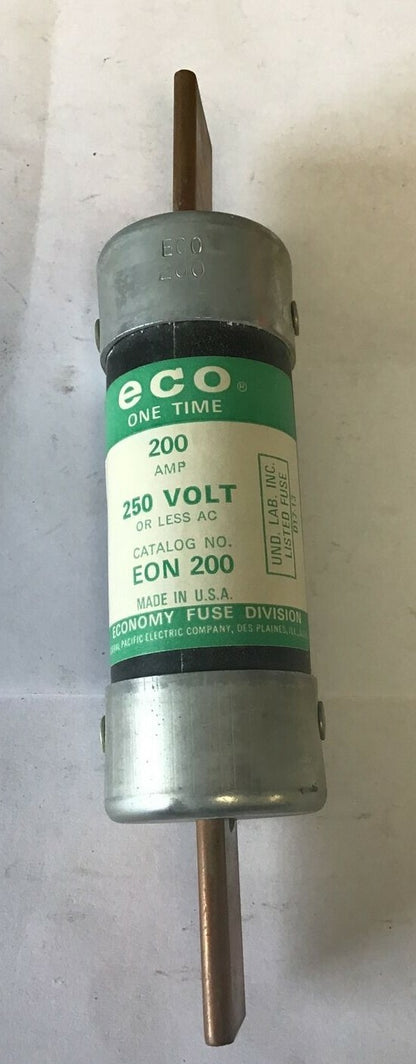 ECO
200
eco®
ONE TIME
200
AMP
250 VOLT
OR LESS AC
CATALOG NO.
EON 200
MADE IN U.S.A.
ECONOMY FUSE DIVISION
PACIFIC ELECTRIC COMPANY, DES PLAINES, ILL.
UND. LAB. INC.
LISTED FUSE